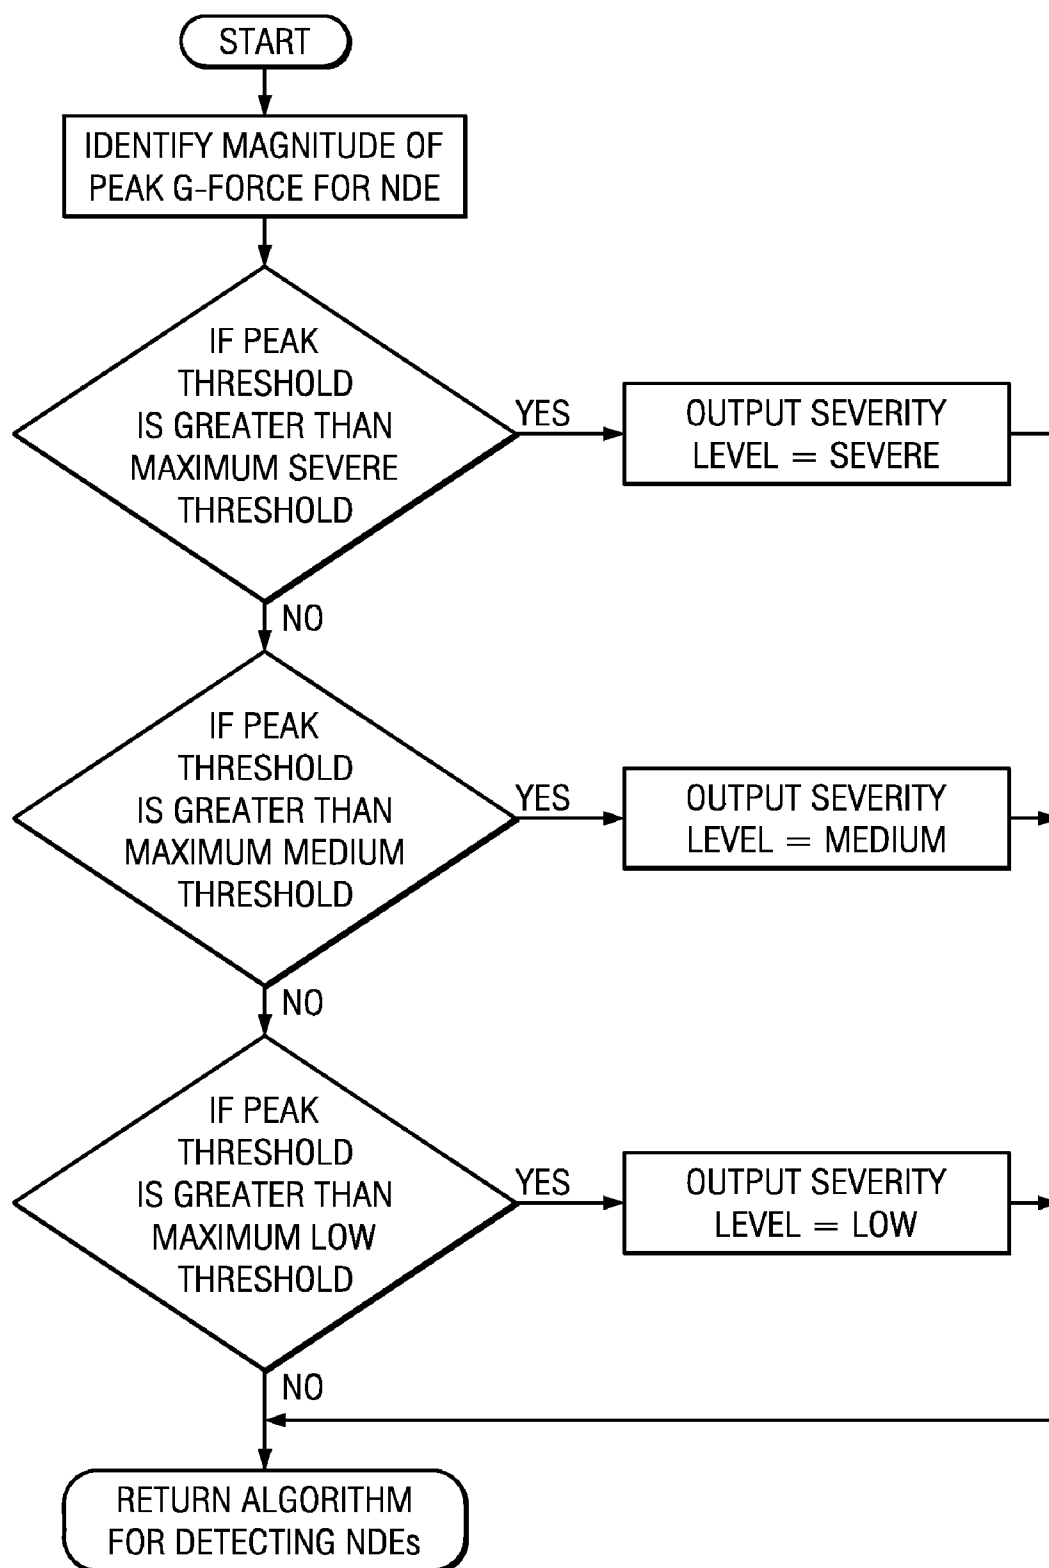 START
IDENTIFY MAGNITUDE OF
PEAK G-FORCE FOR NDE
IF PEAK
THRESHOLD
IS GREATER THAN
MAXIMUM SEVERE
THRESHOLD
YES
OUTPUT SEVERITY
LEVEL = SEVERE
NO
IF PEAK
THRESHOLD
IS GREATER THAN
MAXIMUM MEDIUM
THRESHOLD
YES
OUTPUT SEVERITY
LEVEL = MEDIUM
NO
IF PEAK
THRESHOLD
IS GREATER THAN
MAXIMUM LOW
THRESHOLD
YES
OUTPUT SEVERITY
LEVEL = LOW
NO
RETURN ALGORITHM
FOR DETECTING NDEs